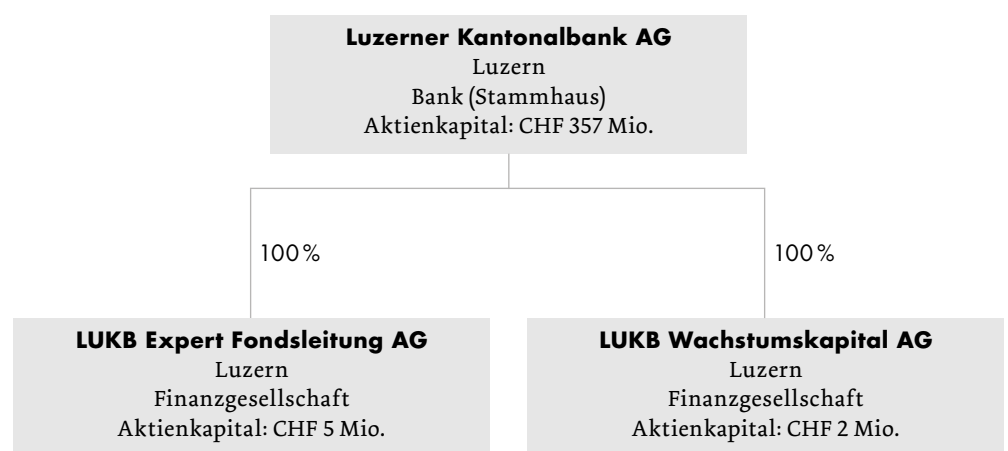 Luzerner Kantonalbank AG
Luzern
Bank (Stammhaus)
Aktienkapital: CHF 357 Mio.
100 %
100 %
LUKB Expert Fondsleitung AG
Luzern
Finanzgesellschaft
Aktienkapital: CHF 5 Mio.
LUKB Wachstumskapital AG
Luzern
Finanzgesellschaft
Aktienkapital: CHF 2 Mio.